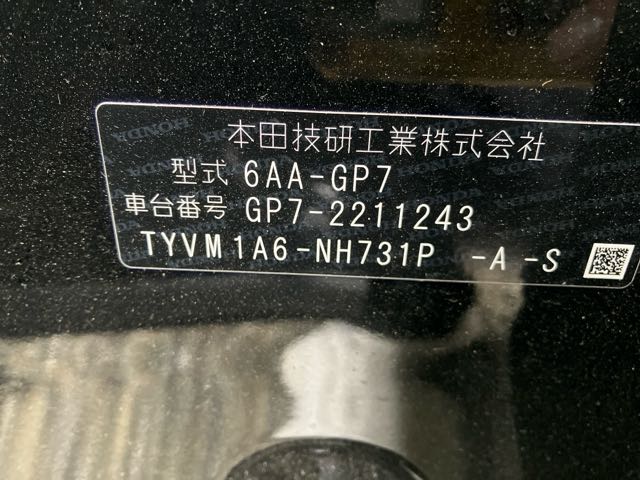 本田技研工業株式会社
型式 6AA-GP7
車台番号 GP7-2211243
TYVM1A6-NH731P -A-S